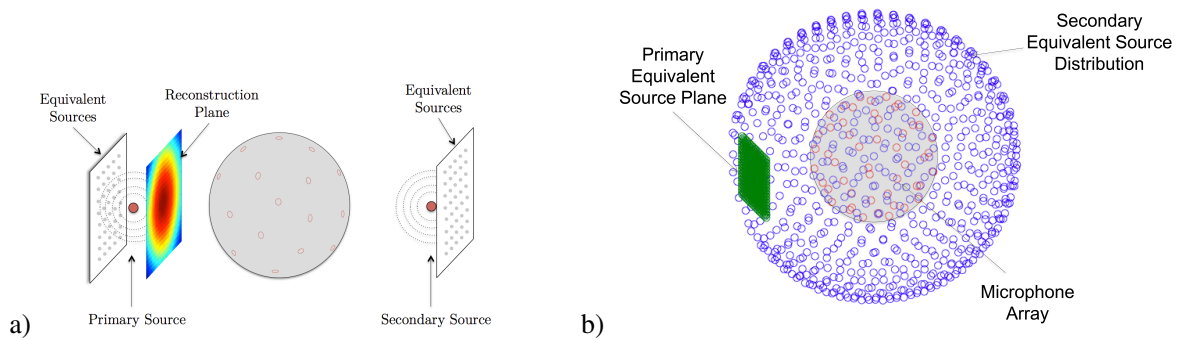 Equivalent
Sources
Reconstruction
Plane
Equivalent
Sources
Primary Source
Secondary Source
a)
Primary
Equivalent
Source Plane
Secondary
Equivalent Source
Distribution
Microphone
Array
b)